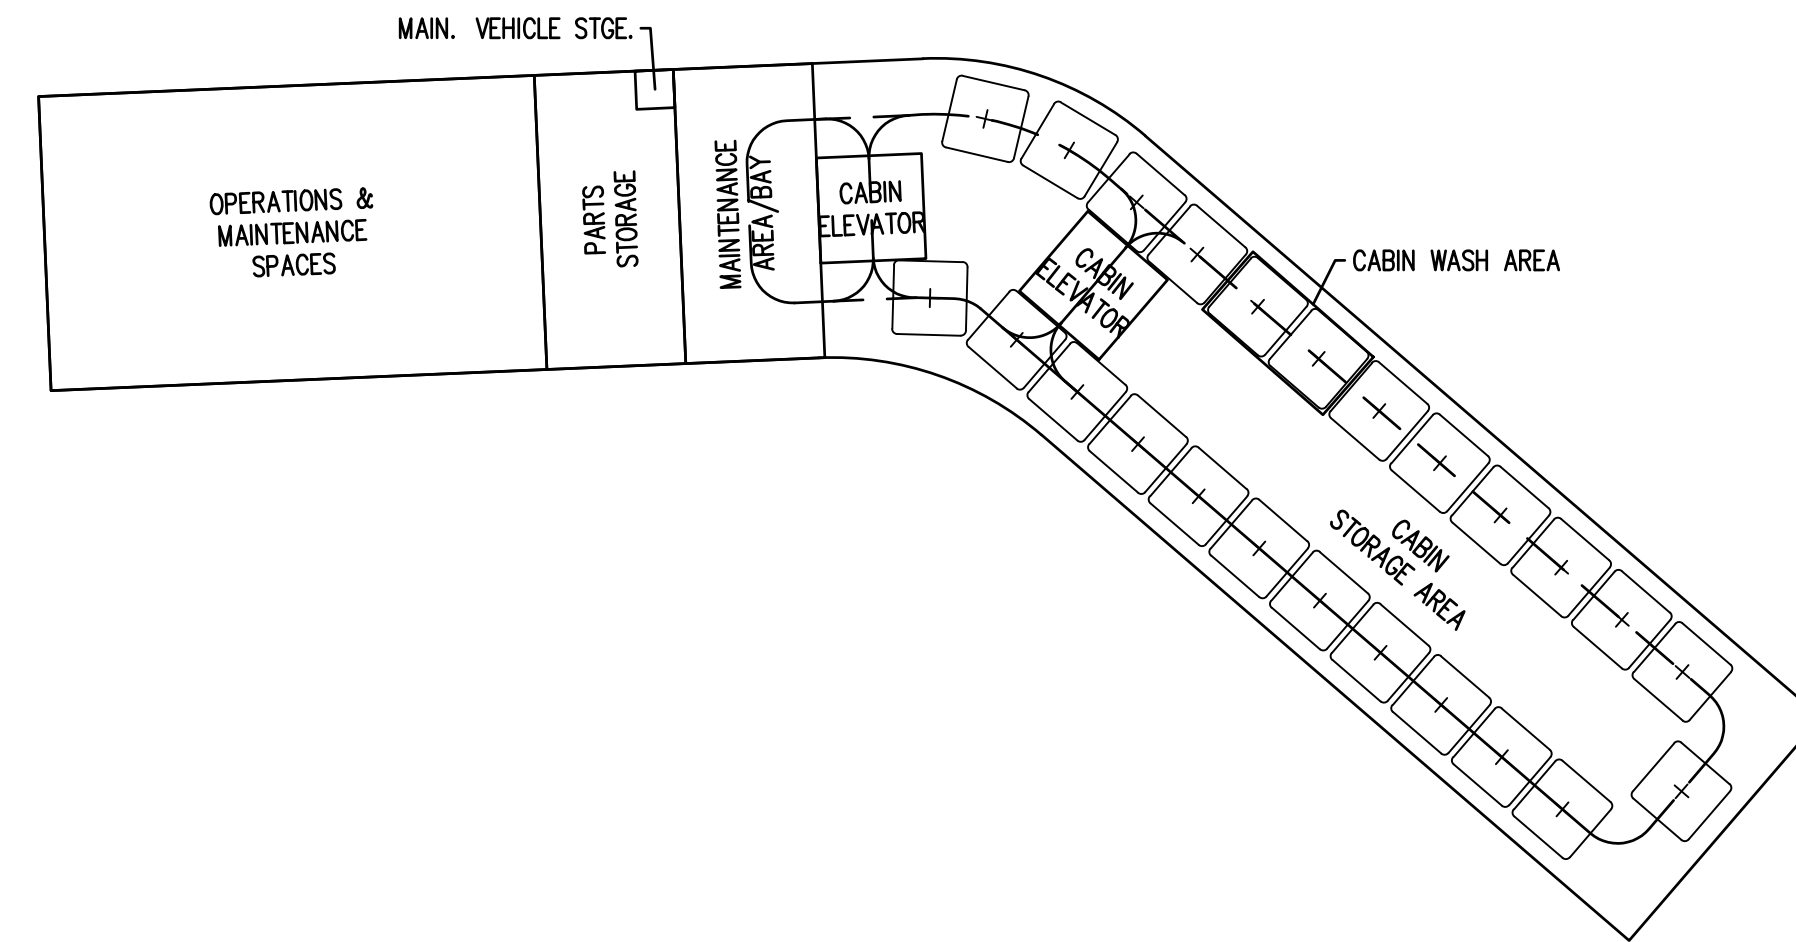 MAIN. VEHICLE STGE.
OPERATIONS &
MAINTENANCE
SPACES
PARTS
STORAGE
MAINTENANCE
AREA/BAY
CABIN
ELEVATOR
CABIN
ELEVATOR
CABIN WASH AREA
CABIN
STORAGE AREA